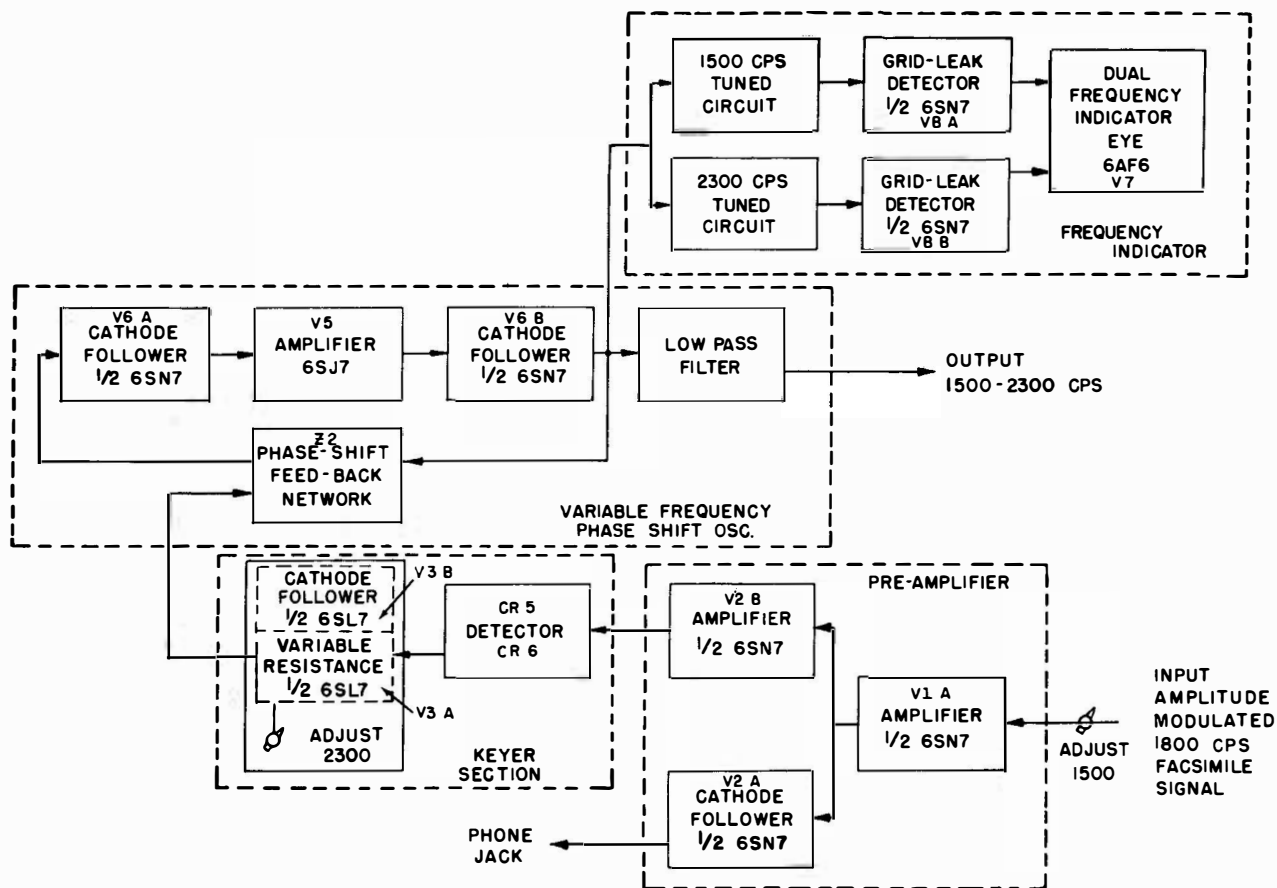 1500 CPS
TUNED
CIRCUIT
GRID-LEAK
DETECTOR
1/2 6SN7
V8 A
DUAL
FREQUENCY
INDICATOR
EYE
6AF6
V7
2300 CPS
TUNED
CIRCUIT
GRID-LEAK
DETECTOR
1/2 6SN7
V8 B
FREQUENCY
INDICATOR
V6 A
CATHODE
FOLLOWER
1/2 6SN7
V5
AMPLIFIER
6SJ7
V6 B
CATHODE
FOLLOWER
1/2 6SN7
LOW PASS
FILTER
OUTPUT
1500-2300 CPS
Z2
PHASE-SHIFT
FEED-BACK
NETWORK
VARIABLE FREQUENCY
PHASE SHIFT OSC.
CATHODE
FOLLOWER
1/2 6SL7
V3 B
VARIABLE
RESISTANCE
1/2 6SL7
V3 A
ADJUST
2300
CR 5
DETECTOR
CR 6
KEYER
SECTION
PRE-AMPLIFIER
V2 B
AMPLIFIER
1/2 6SN7
V1 A
AMPLIFIER
1/2 6SN7
V2 A
CATHODE
FOLLOWER
1/2 6SN7
PHONE
JACK
ADJUST
1500
INPUT
AMPLITUDE
MODULATED
1800 CPS
FACSIMILE
SIGNAL